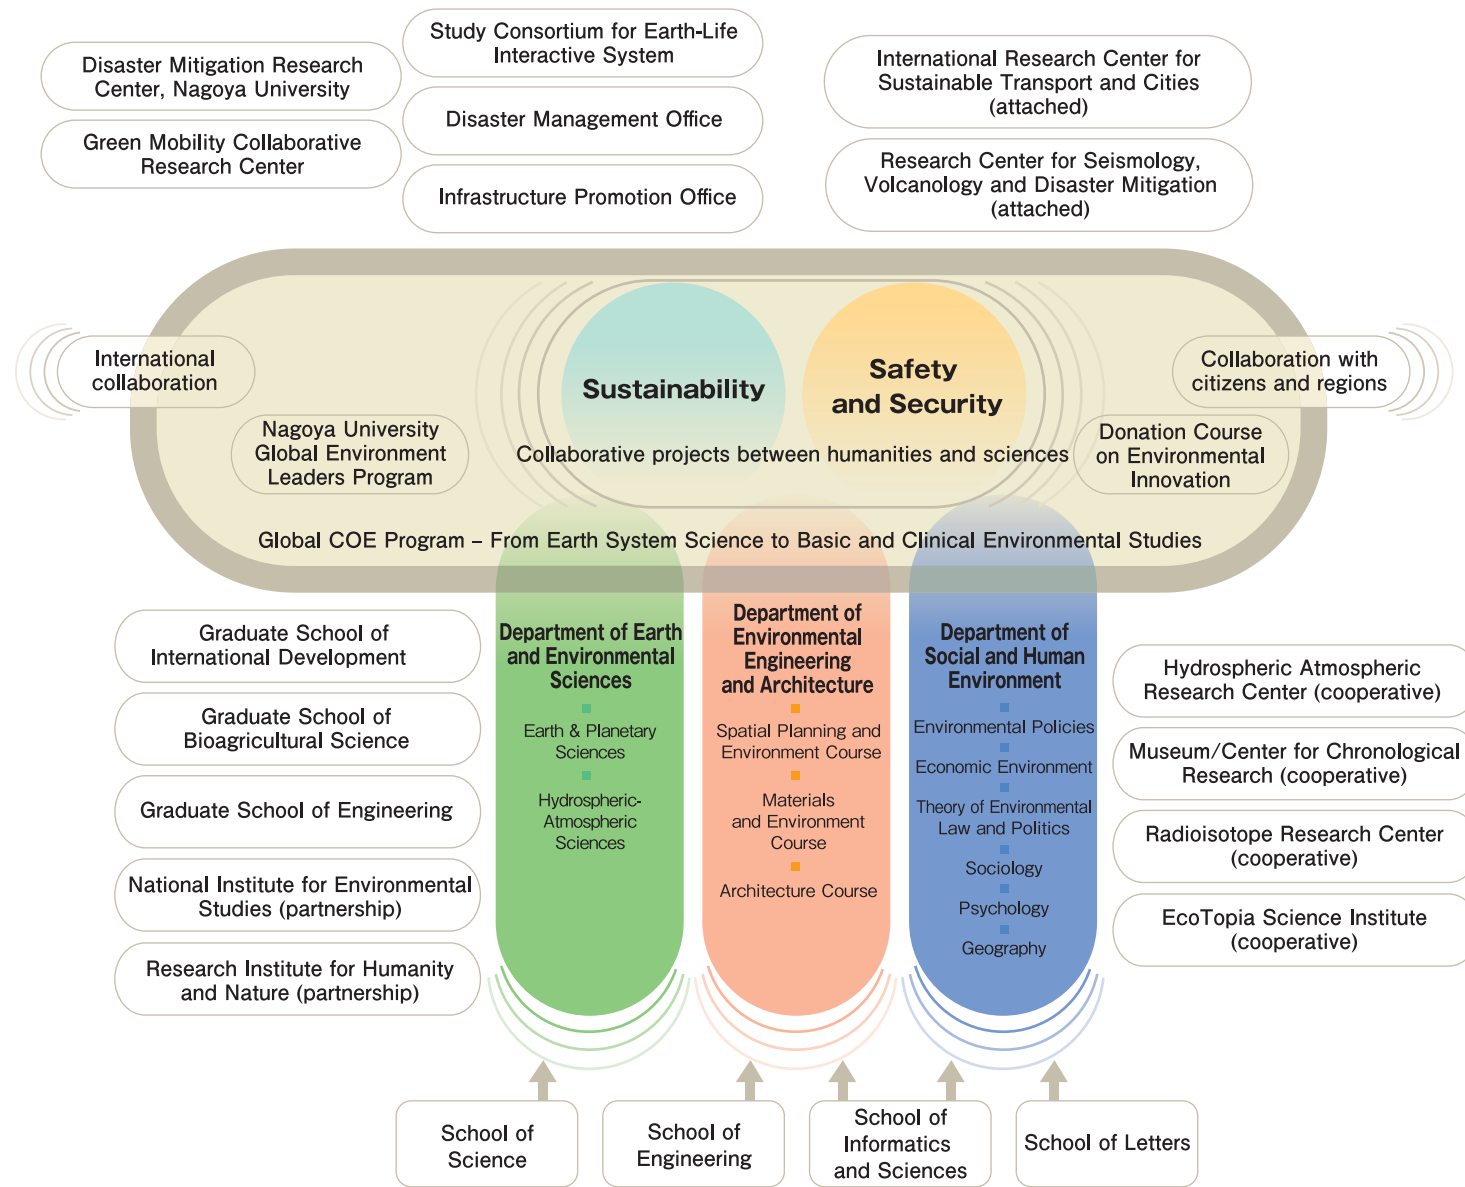 Disaster Mitigation Research
Center, Nagoya University
Green Mobility Collaborative
Research Center
Study Consortium for Earth-Life
Interactive System
Disaster Management Office
Infrastructure Promotion Office
International Research Center for
Sustainable Transport and Cities
(attached)
Research Center for Seismology,
Volcanology and Disaster Mitigation
(attached)
International
collaboration
Sustainability
Safety
and Security
Collaboration with
citizens and regions
Nagoya University
Global Environment
Leaders Program
Collaborative projects between humanities and sciences
Donation Course
on Environmental
Innovation
Global COE Program – From Earth System Science to Basic and Clinical Environmental Studies
Graduate School of
International Development
Graduate School of
Bioagricultural Science
Graduate School of Engineering
National Institute for Environmental
Studies (partnership)
Research Institute for Humanity
and Nature (partnership)
Department of Earth
and Environmental
Sciences
Earth & Planetary
Sciences
Hydrospheric-
Atmospheric
Sciences
Department of
Environmental
Engineering
and Architecture
Spatial Planning and
Environment Course
Materials
and Environment
Course
Architecture Course
Department of
Social and Human
Environment
Environmental Policies
Economic Environment
Theory of Environmental
Law and Politics
Sociology
Psychology
Geography
Hydrospheric Atmospheric
Research Center (cooperative)
Museum/Center for Chronological
Research (cooperative)
Radioisotope Research Center
(cooperative)
EcoTopia Science Institute
(cooperative)
School of
Science
School of
Engineering
School of
Informatics
and Sciences
School of Letters